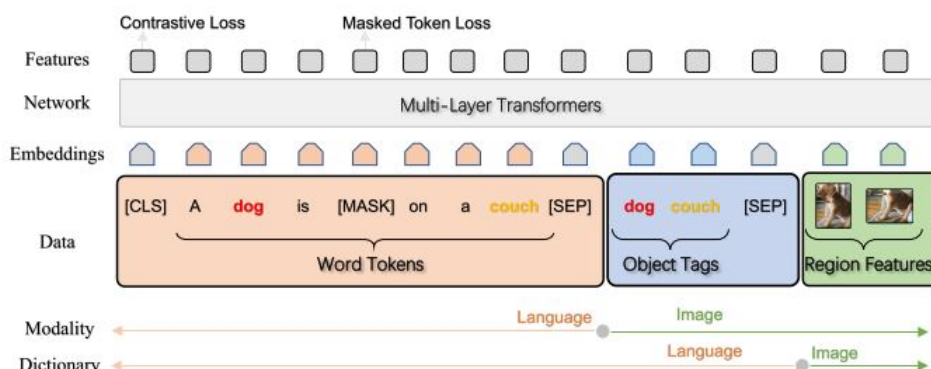 Contrastive Loss
Masked Token Loss
Features
Network
Multi-Layer Transformers
Embeddings
Data
[CLS] A dog is [MASK] on a couch [SEP]
dog couch [SEP]
Word Tokens
Object Tags
Region Features
Modality
Language
Image
Dictionary
Language
Image